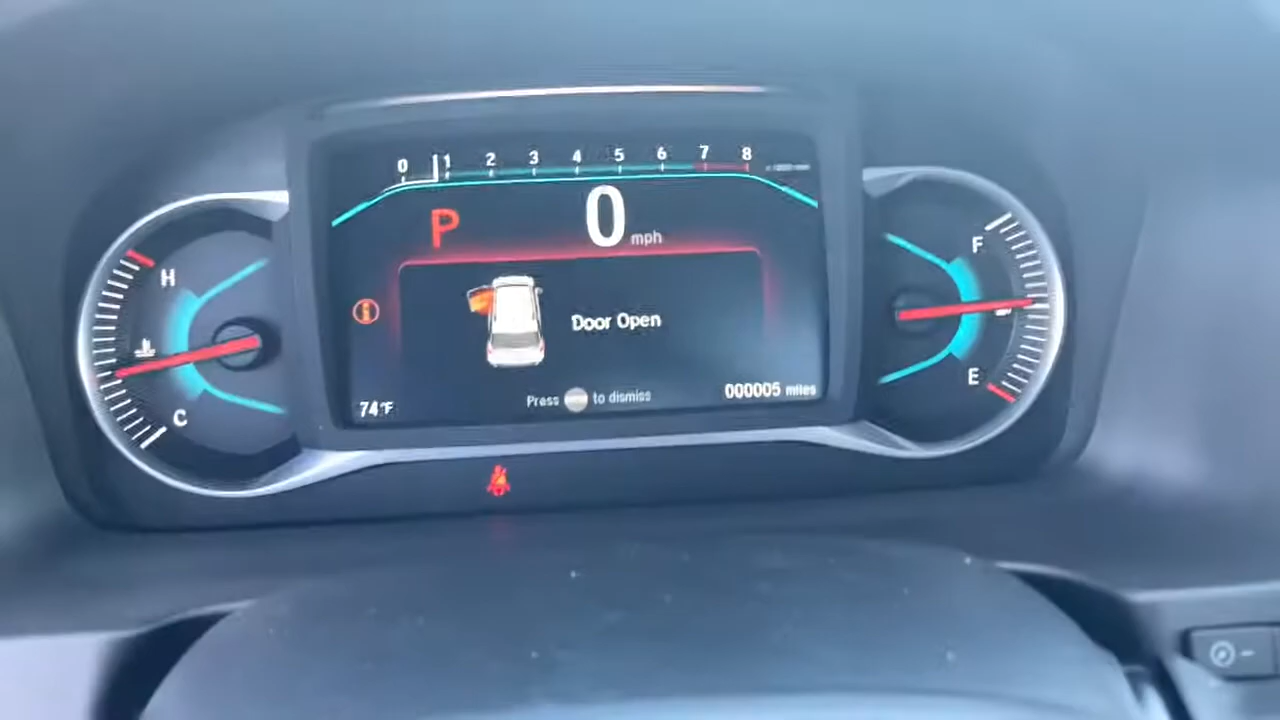 0 1 2 3 4 5 6 7 8
P 0 mph
H
F
Door Open
C
E
Press to dismiss
000005 miles
74°F